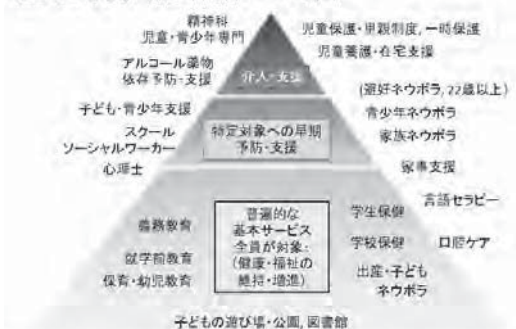 精神科
児童・青少年専門
児童保護・里親制度,一時保護
児童養護・在宅支援
アルコール薬物
依存予防・支援
介入・支援
子ども・青少年支援
スクール
ソーシャルワーカー
心理士
特定対象への早期
予防・支援
(避妊ネウボラ, 22歳以上)
青少年ネウボラ
家族ネウボラ
家事支援
義務教育
就学前教育
保育・幼児教育
普遍的な
基本サービス
全員が対象:
(健康・福祉の
維持・増進)
言語セラピー
学生保健
学校保健
口腔ケア
出産・子ども
ネウボラ
子どもの遊び場・公園,図書館